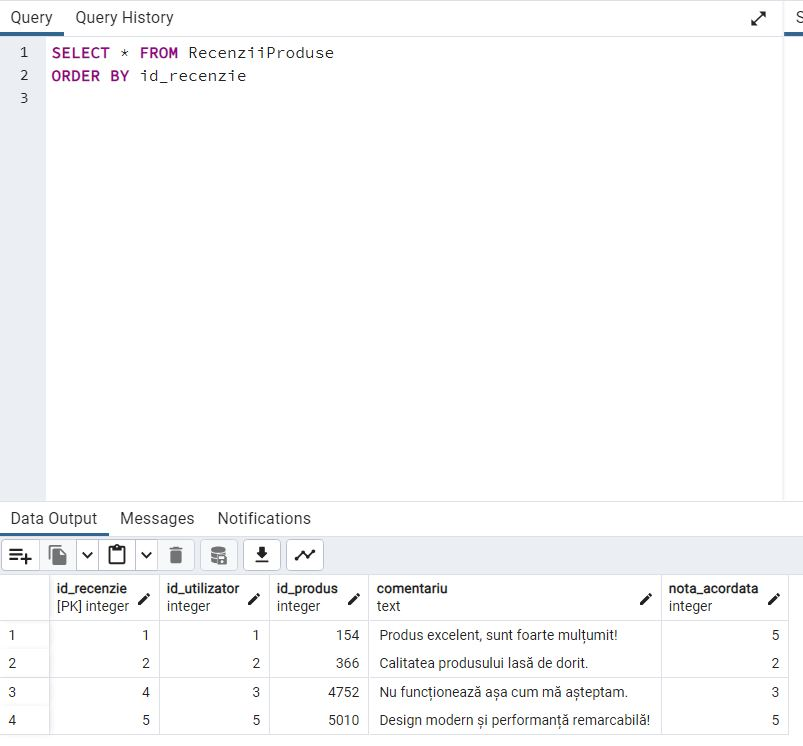 Query Query History S
1 SELECT * FROM RecenziiProduse
2 ORDER BY id_recenzie
3
Data Output Messages Notifications
id_recenzie id_utilizator id_produs comentariu nota_acordata
[PK] integer integer integer text integer
1 1 1 154 Produs excelent, sunt foarte mulțumit! 5
2 2 2 366 Calitatea produsului lasă de dorit. 2
3 4 3 4752 Nu funcționează așa cum mă așteptam. 3
4 5 5 5010 Design modern și performanță remarcabilă! 5